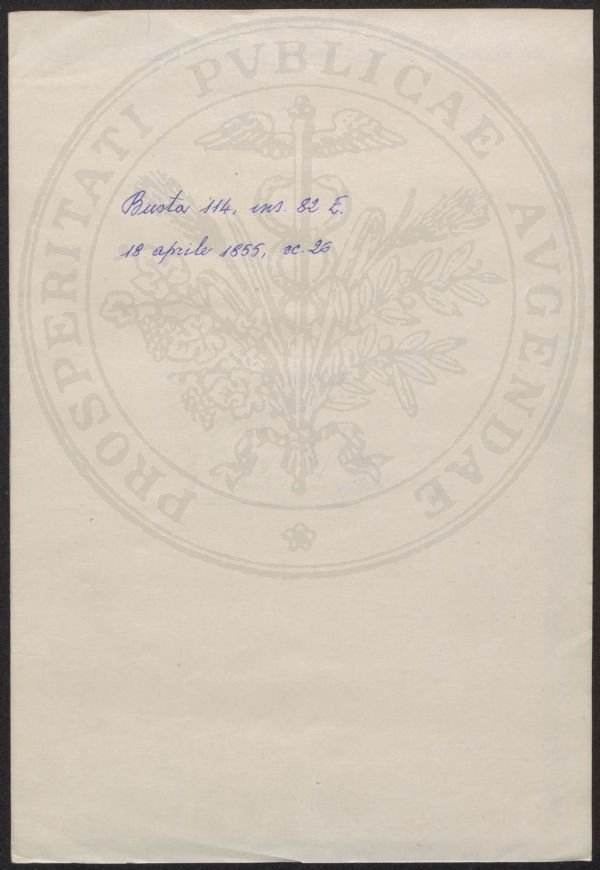 Busta 114, ins. 82 E.
18 aprile 1855, cc. 26
PROSPERITATI PVBLICAE AVGENDAE